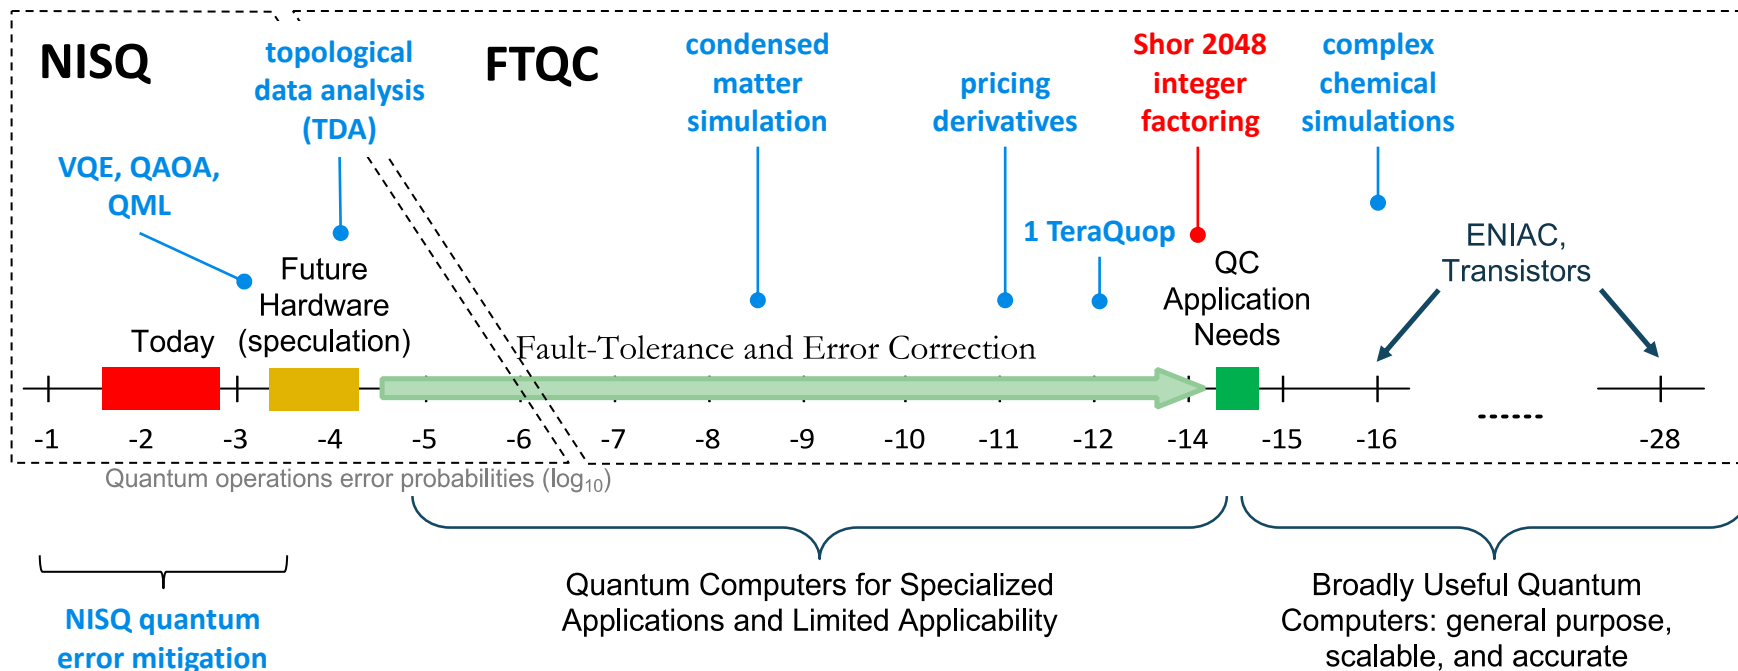 NISQ
topological
data analysis
(TDA)
VQE, QAOA,
QML
FTQC
condensed
matter
simulation
pricing
derivatives
Shor 2048
integer
factoring
complex
chemical
simulations
1 TeraQuop
ENIAC,
Transistors
Today
Future
Hardware
(speculation)
Fault-Tolerance and Error Correction
QC
Application
Needs
-1 -2 -3 -4 -5 -6 -7 -8 -9 -10 -11 -12 -14 -15 -16 ....... -28
Quantum operations error probabilities (log₁₀)
NISQ quantum
error mitigation
Quantum Computers for Specialized
Applications and Limited Applicability
Broadly Useful Quantum
Computers: general purpose,
scalable, and accurate